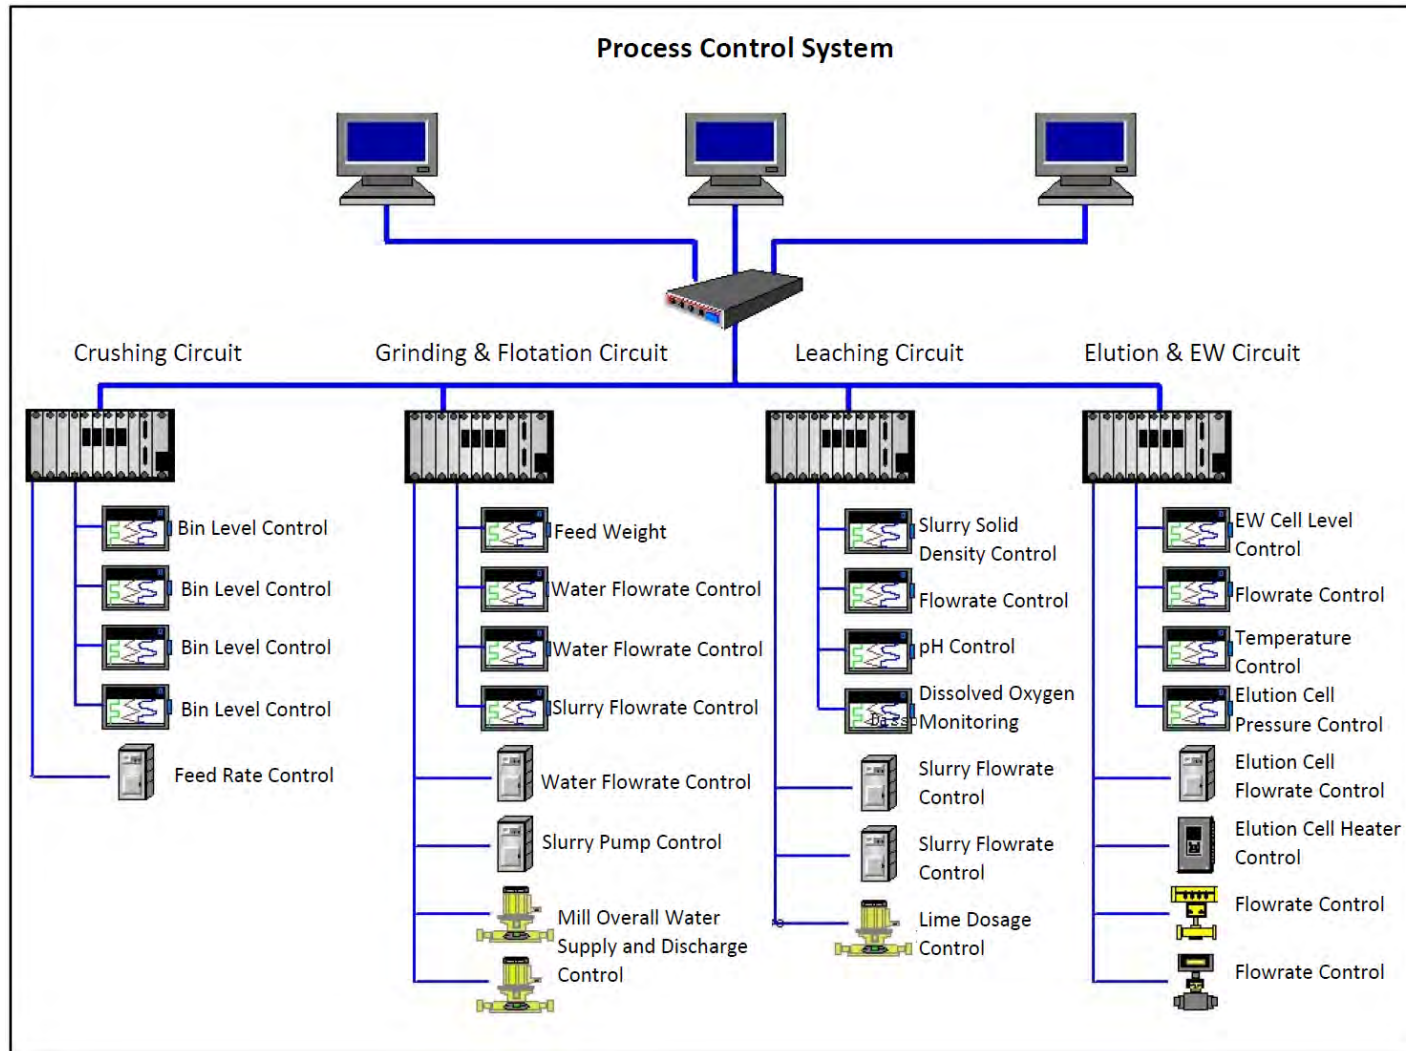 Process Control System
Crushing Circuit
Grinding & Flotation Circuit
Leaching Circuit
Elution & EW Circuit
Bin Level Control
Bin Level Control
Bin Level Control
Bin Level Control
Feed Rate Control
Feed Weight
Water Flowrate Control
Water Flowrate Control
Slurry Flowrate Control
Water Flowrate Control
Slurry Pump Control
Mill Overall Water
Supply and Discharge
Control
Slurry Solid
Density Control
Flowrate Control
pH Control
Dissolved Oxygen
Monitoring
Slurry Flowrate
Control
Slurry Flowrate
Control
Lime Dosage
Control
EW Cell Level
Control
Flowrate Control
Temperature
Control
Elution Cell
Pressure Control
Elution Cell
Flowrate Control
Elution Cell Heater
Control
Flowrate Control
Flowrate Control